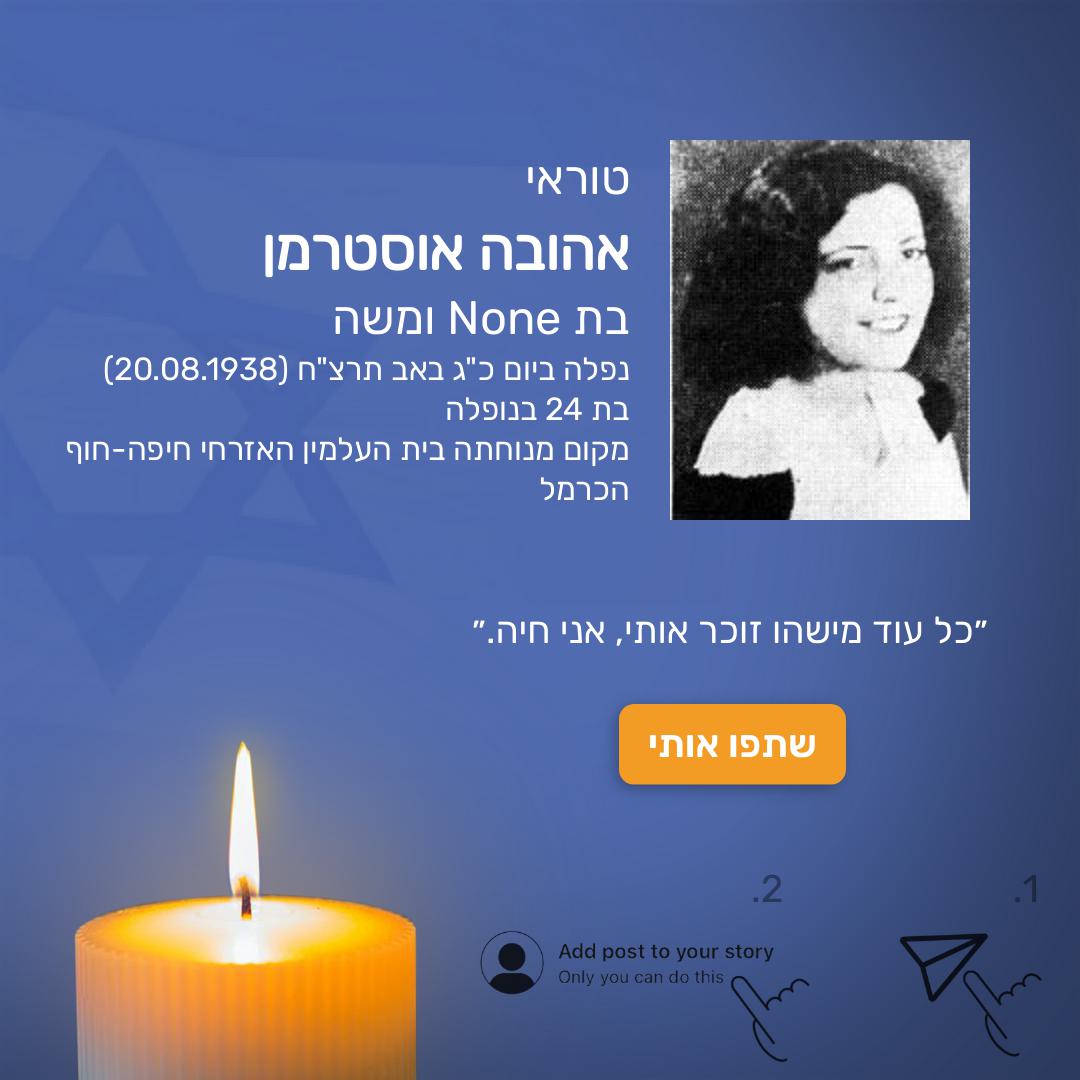 טוראי
אהובה אוסטרמן
בת None ומשה
נפלה ביום כ"ג באב תרצ"ח (20.08.1938)
בת 24 בנופלה
מקום מנוחתה בית העלמין האזרחי חיפה-חוף
הכרמל
״כל עוד מישהו זוכר אותי, אני חיה.״
שתפו אותי
.1
.2
Add post to your story
Only you can do this